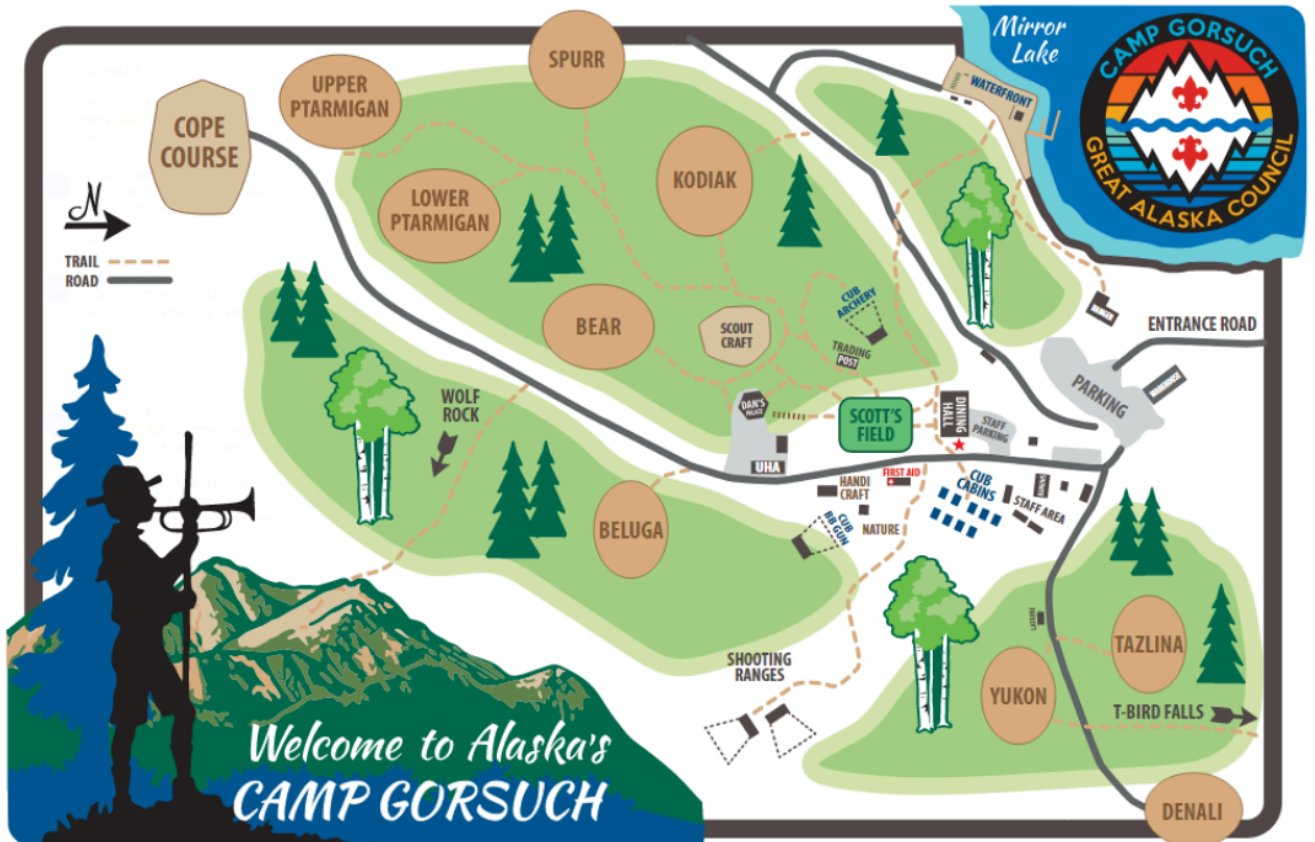 Mirror
Lake
CAMP GORSUCH
GREAT ALASKA COUNCIL
WATERFRONT
SPURR
UPPER
PTARMIGAN
COPE
COURSE
KODIAK
LOWER
PTARMIGAN
N
TRAIL
ROAD
CUB
ARCHERY
RANGER
BEAR
SCOUT
CRAFT
ENTRANCE ROAD
TRADING
POST
PARKING
WOLF
ROCK
DAN'S
PALACE
SCOTT'S
FIELD
DINING
HALL
STAFF
PARKING
UHA
FIRST AID
HANDI
CRAFT
CUB
CABINS
STAFF AREA
BELUGA
CUB
BB GUN
NATURE
LATRINE
TAZLINA
SHOOTING
RANGES
YUKON
T-BIRD FALLS
Welcome to Alaska's
CAMP GORSUCH
DENALI